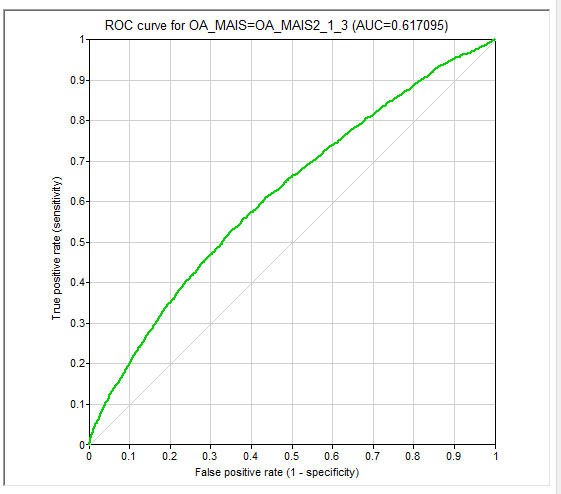 ROC curve for OA_MAIS=OA_MAIS2_1_3 (AUC=0.617095)
1
0.9
0.8
0.7
0.6
0.5
0.4
0.3
0.2
0.1
0
True positive rate (sensitivity)
0 0.1 0.2 0.3 0.4 0.5 0.6 0.7 0.8 0.9 1
False positive rate (1 - specificity)